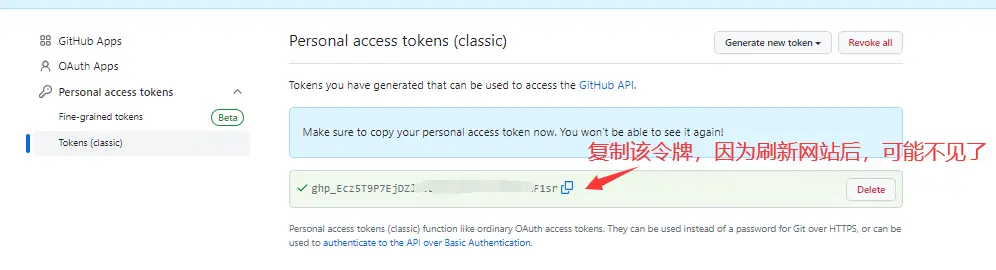 GitHub Apps
OAuth Apps
Personal access tokens
Fine-grained tokens Beta
Tokens (classic)
Personal access tokens (classic)
Generate new token
Revoke all
Tokens you have generated that can be used to access the GitHub API.
Make sure to copy your personal access token now. You won't be able to see it again!
复制该令牌，因为刷新网站后，可能不见了
Delete
Personal access tokens (classic) function like ordinary OAuth access tokens. They can be used instead of a password for Git over HTTPS, or can be
used to authenticate to the API over Basic Authentication.